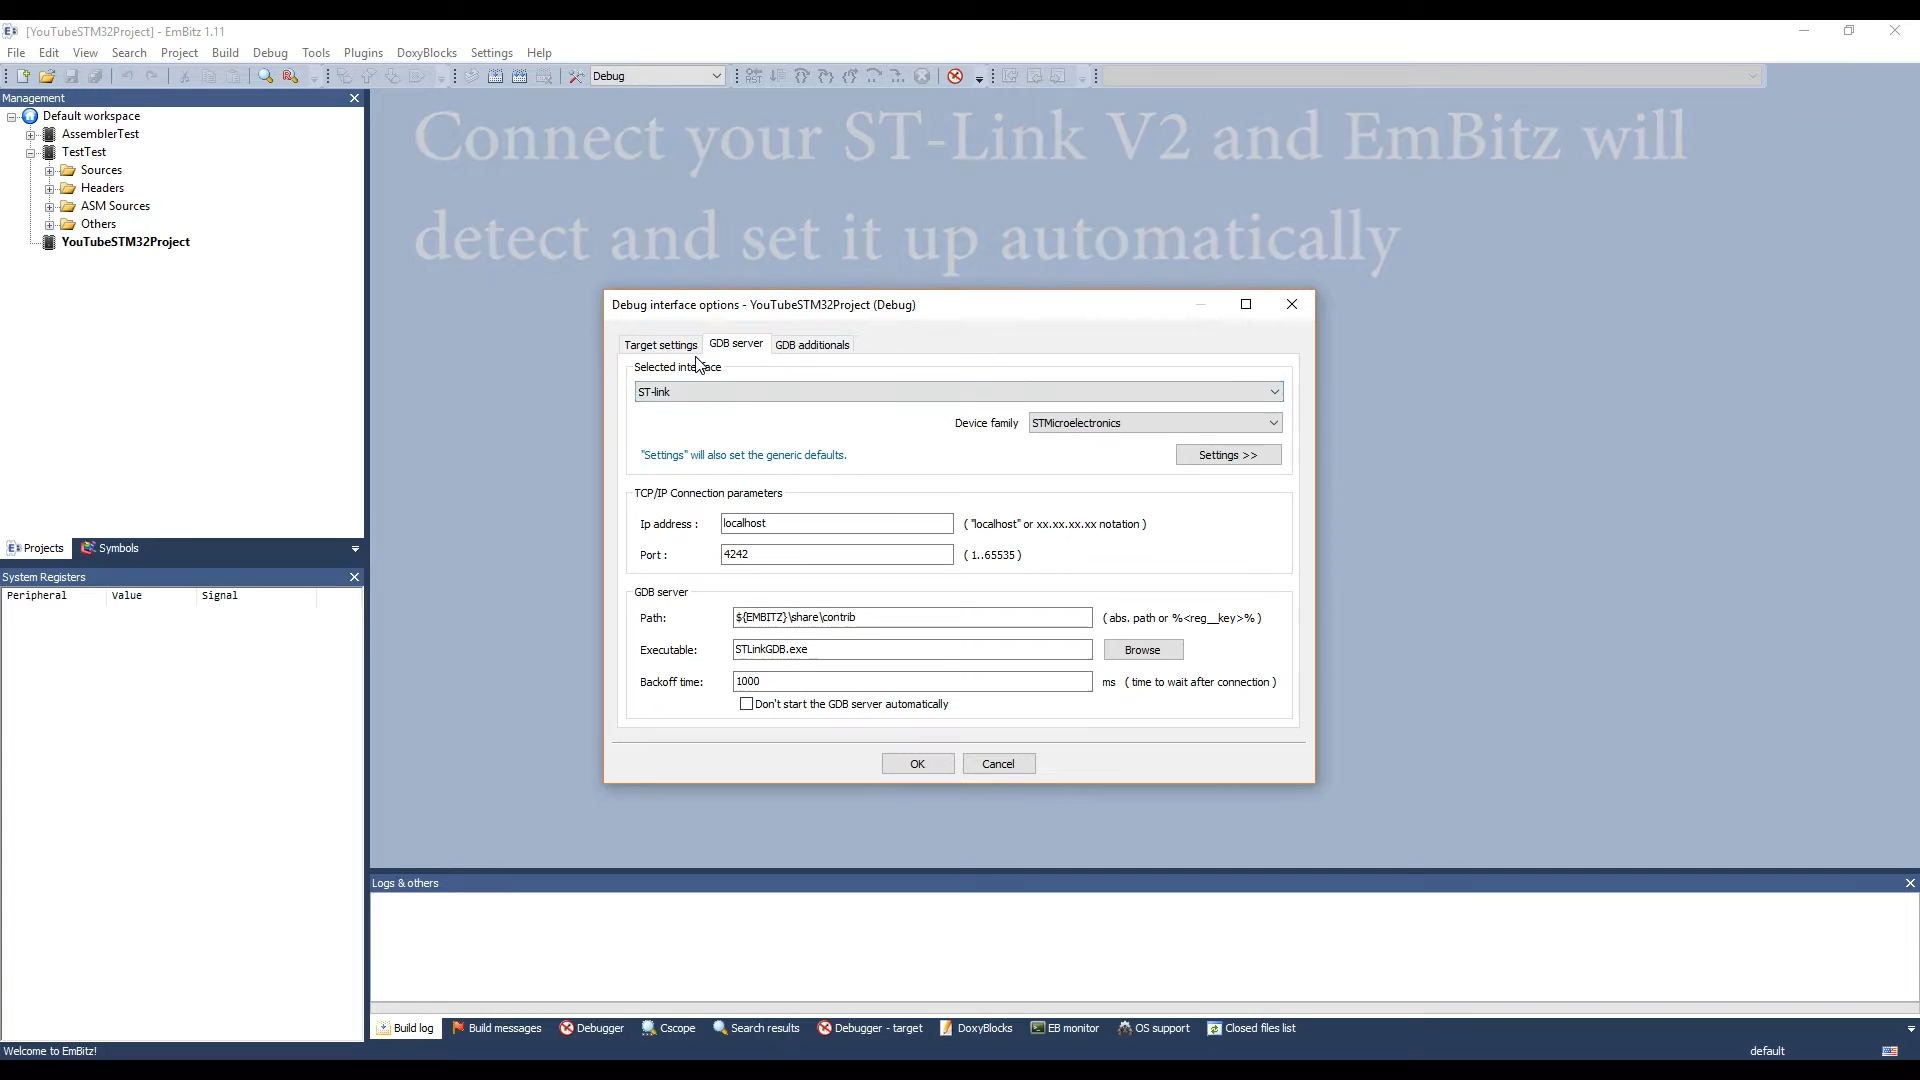 [YouTubeSTM32Project] - EmBitz 1.11
File Edit View Search Project Build Debug Tools Plugins DoxyBlocks Settings Help
Debug
Management
Default workspace
AssemblerTest
TestTest
Sources
Headers
ASM Sources
Others
YouTubeSTM32Project
Projects Symbols
System Registers
Peripheral Value Signal
Connect your ST-Link V2 and EmBitz will
detect and set it up automatically
Debug interface options - YouTubeSTM32Project (Debug)
Target settings GDB server GDB additionals
Selected interface
ST-link
Device family STMicroelectronics
"Settings" will also set the generic defaults. Settings >>
TCP/IP Connection parameters
Ip address : localhost ( "localhost" or xx.xx.xx.xx notation )
Port : 4242 ( 1..65535 )
GDB server
Path: ${EMBITZ}\share\contrib ( abs. path or %<reg__key>% )
Executable: STLinkGDB.exe Browse
Backoff time: 1000 ms ( time to wait after connection )
Don't start the GDB server automatically
OK Cancel
Logs & others
Build log Build messages Debugger Cscope Search results Debugger - target DoxyBlocks EB monitor OS support Closed files list
Welcome to EmBitz! default